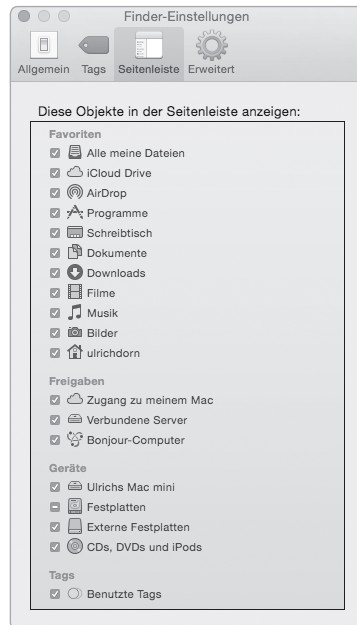 Finder-Einstellungen
Allgemein Tags Seitenleiste Erweitert
Diese Objekte in der Seitenleiste anzeigen:
Favoriten
Alle meine Dateien
iCloud Drive
AirDrop
Programme
Schreibtisch
Dokumente
Downloads
Filme
Musik
Bilder
ulrichdorn
Freigaben
Zugang zu meinem Mac
Verbundene Server
Bonjour-Computer
Geräte
Ulrichs Mac mini
Festplatten
Externe Festplatten
CDs, DVDs und iPods
Tags
Benutzte Tags